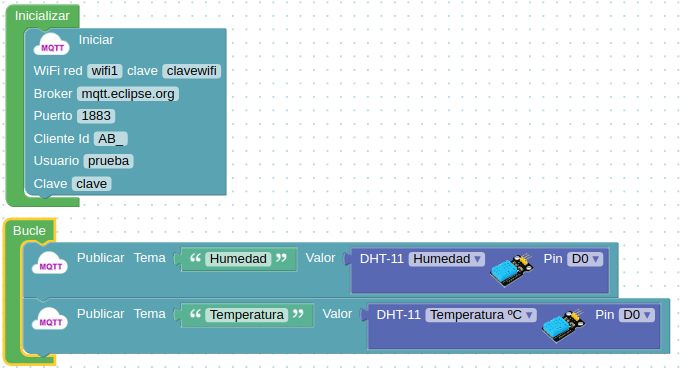 Inicializar
MQTT Iniciar
WiFi red wifi1 clave clavewifi
Broker mqtt.eclipse.org
Puerto 1883
Cliente Id AB_
Usuario prueba
Clave clave
Bucle
MQTT Publicar Tema “ Humedad ” Valor DHT-11 Humedad ▾ Pin D0 ▾
MQTT Publicar Tema “ Temperatura ” Valor DHT-11 Temperatura ºC ▾ Pin D0 ▾